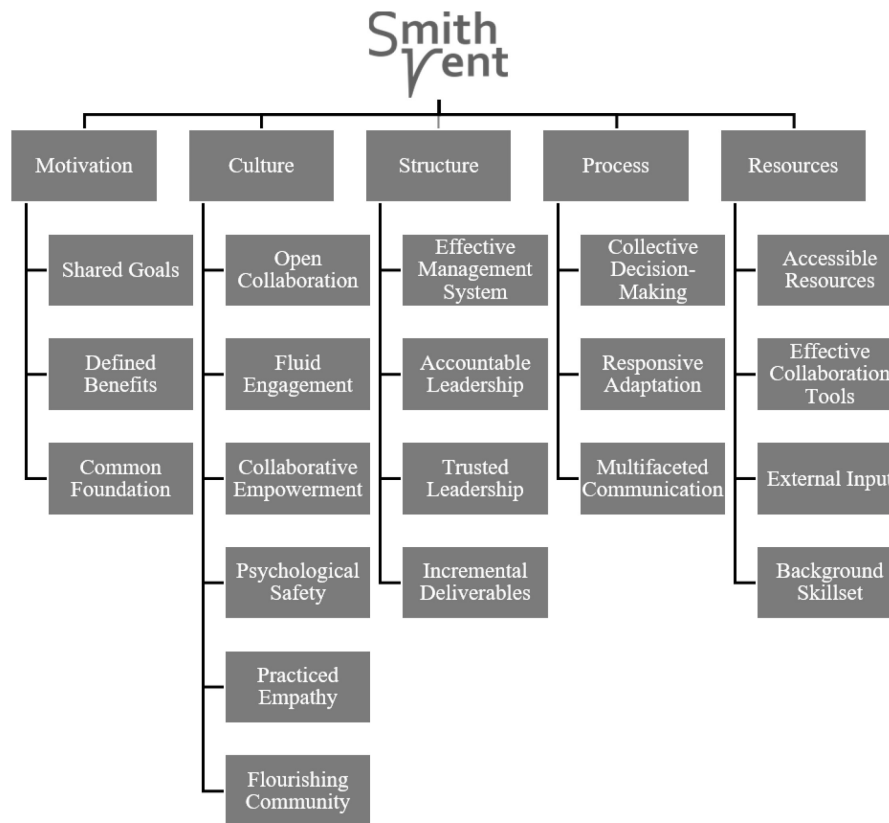 Smith
Vent
Motivation
Culture
Structure
Process
Resources
Shared Goals
Defined
Benefits
Common
Foundation
Open
Collaboration
Fluid
Engagement
Collaborative
Empowerment
Psychological
Safety
Practiced
Empathy
Flourishing
Community
Effective
Management
System
Accountable
Leadership
Trusted
Leadership
Incremental
Deliverables
Collective
Decision-
Making
Responsive
Adaptation
Multifaceted
Communication
Accessible
Resources
Effective
Collaboration
Tools
External Input
Background
Skillset